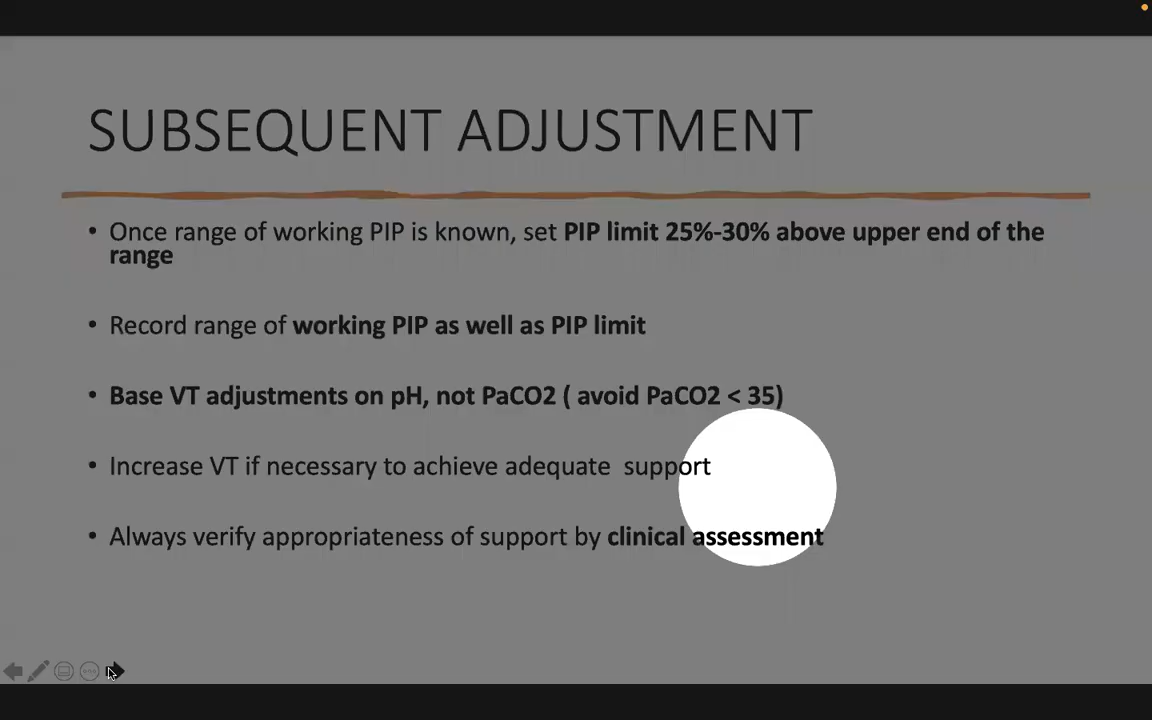 SUBSEQUENT ADJUSTMENT
• Once range of working PIP is known, set PIP limit 25%-30% above upper end of the
range
• Record range of working PIP as well as PIP limit
• Base VT adjustments on pH, not PaCO2 ( avoid PaCO2 < 35)
• Increase VT if necessary to achieve adequate  support
• Always verify appropriateness of support by clinical assessment